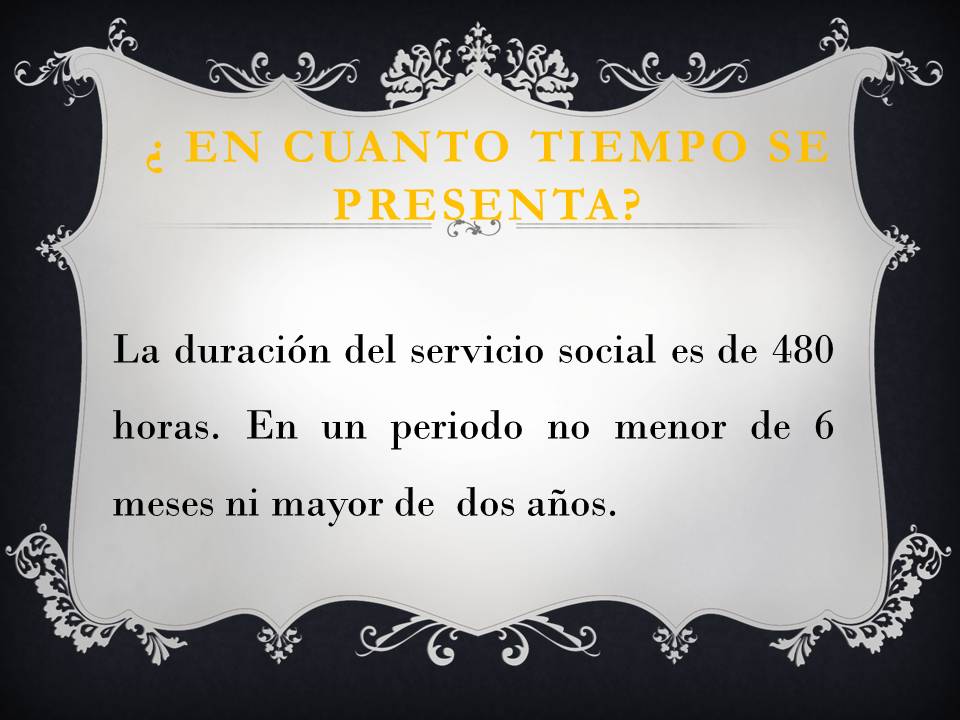 ¿ EN CUANTO TIEMPO SE
PRESENTA?
La duración del servicio social es de 480
horas. En un periodo no menor de 6
meses ni mayor de dos años.